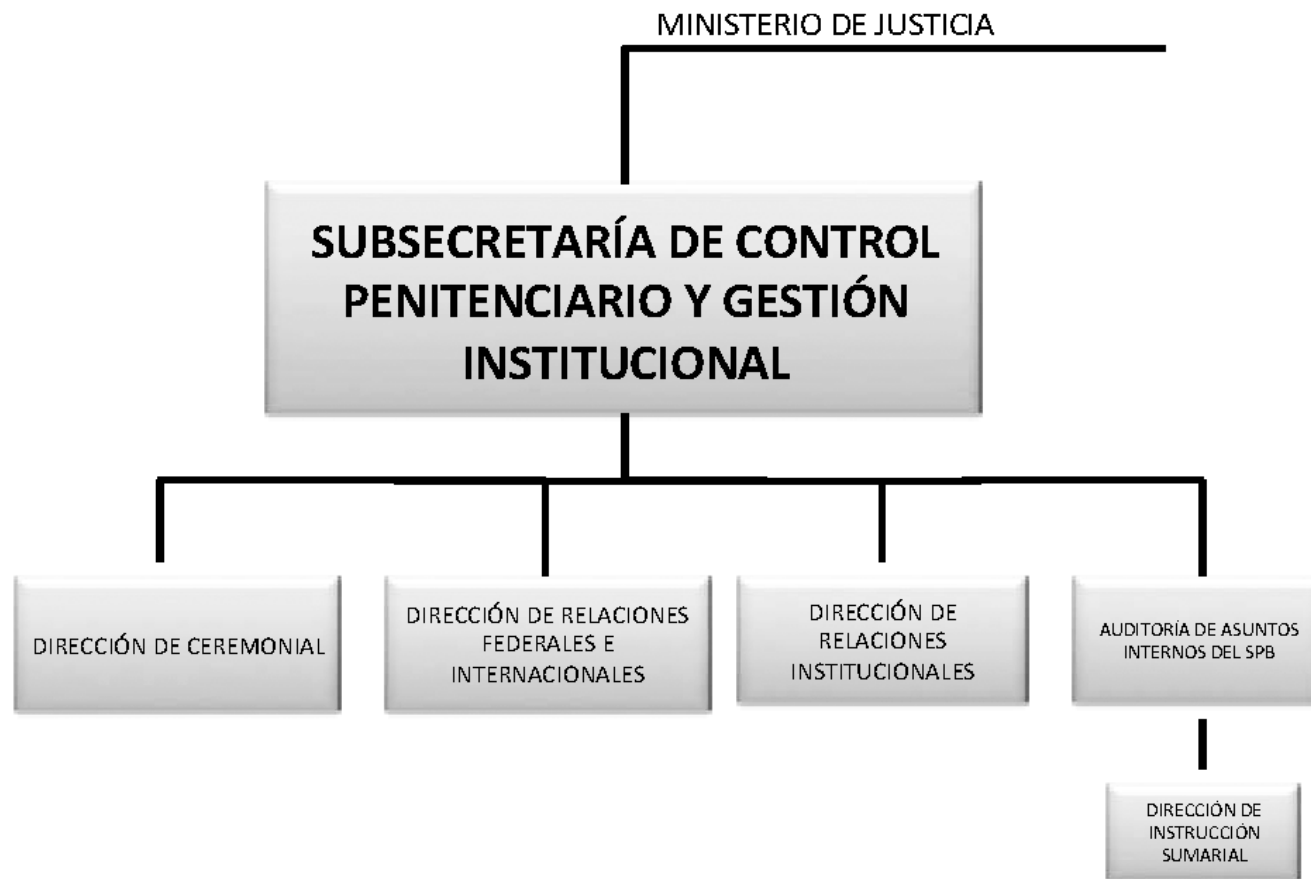 MINISTERIO DE JUSTICIA
SUBSECRETARÍA DE CONTROL
PENITENCIARIO Y GESTIÓN
INSTITUCIONAL
DIRECCIÓN DE CEREMONIAL
DIRECCIÓN DE RELACIONES
FEDERALES E
INTERNACIONALES
DIRECCIÓN DE
RELACIONES
INSTITUCIONALES
AUDITORÍA DE ASUNTOS
INTERNOS DEL SPB
DIRECCIÓN DE
INSTRUCCIÓN
SUMARIAL